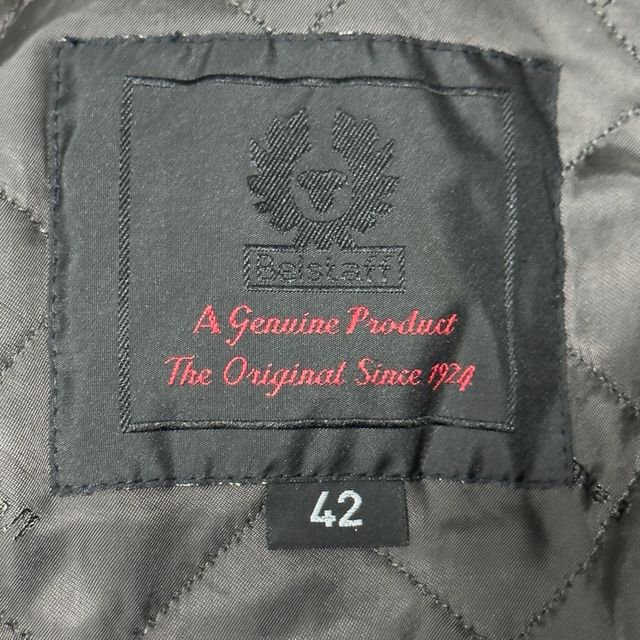 Belstaff
A Genuine Product
The Original Since 1924
42